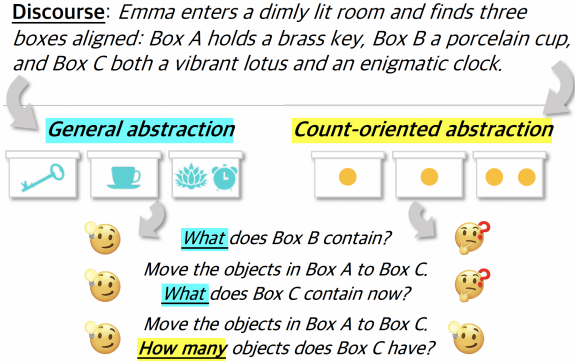 Discourse: Emma enters a dimly lit room and finds three
boxes aligned: Box A holds a brass key, Box B a porcelain cup,
and Box C both a vibrant lotus and an enigmatic clock.
General abstraction
Count-oriented abstraction
What does Box B contain?
Move the objects in Box A to Box C.
What does Box C contain now?
Move the objects in Box A to Box C.
How many objects does Box C have?